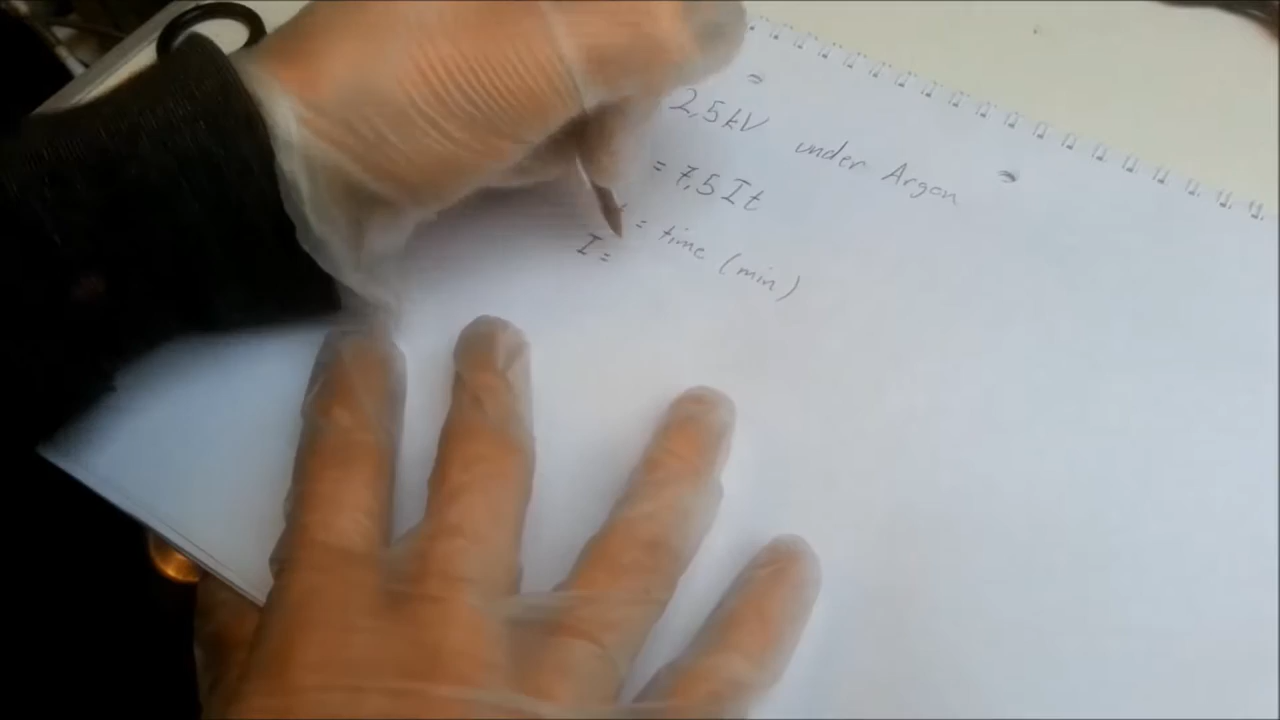 2,5kV under Argon
= 7,5It
= time (min)
I =